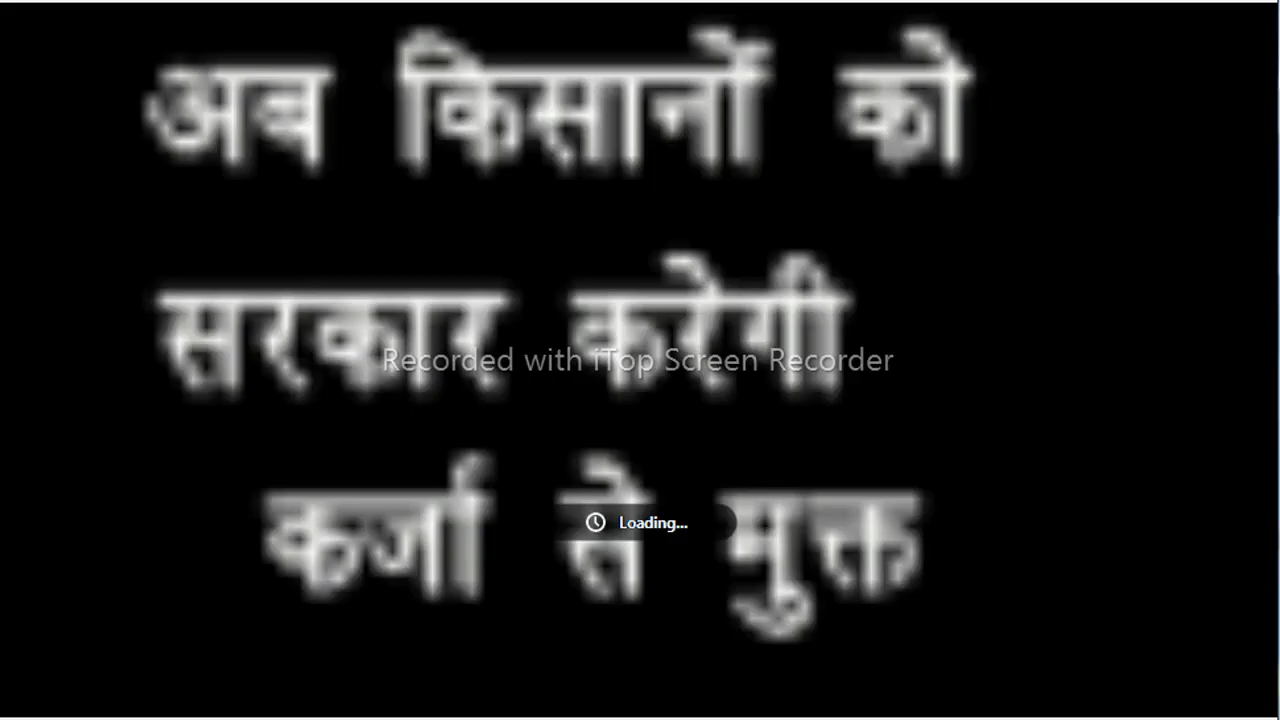 अब किसानों को
सरकार करेगी
Recorded with iTop Screen Recorder
कर्जा से मुक्त
Loading...